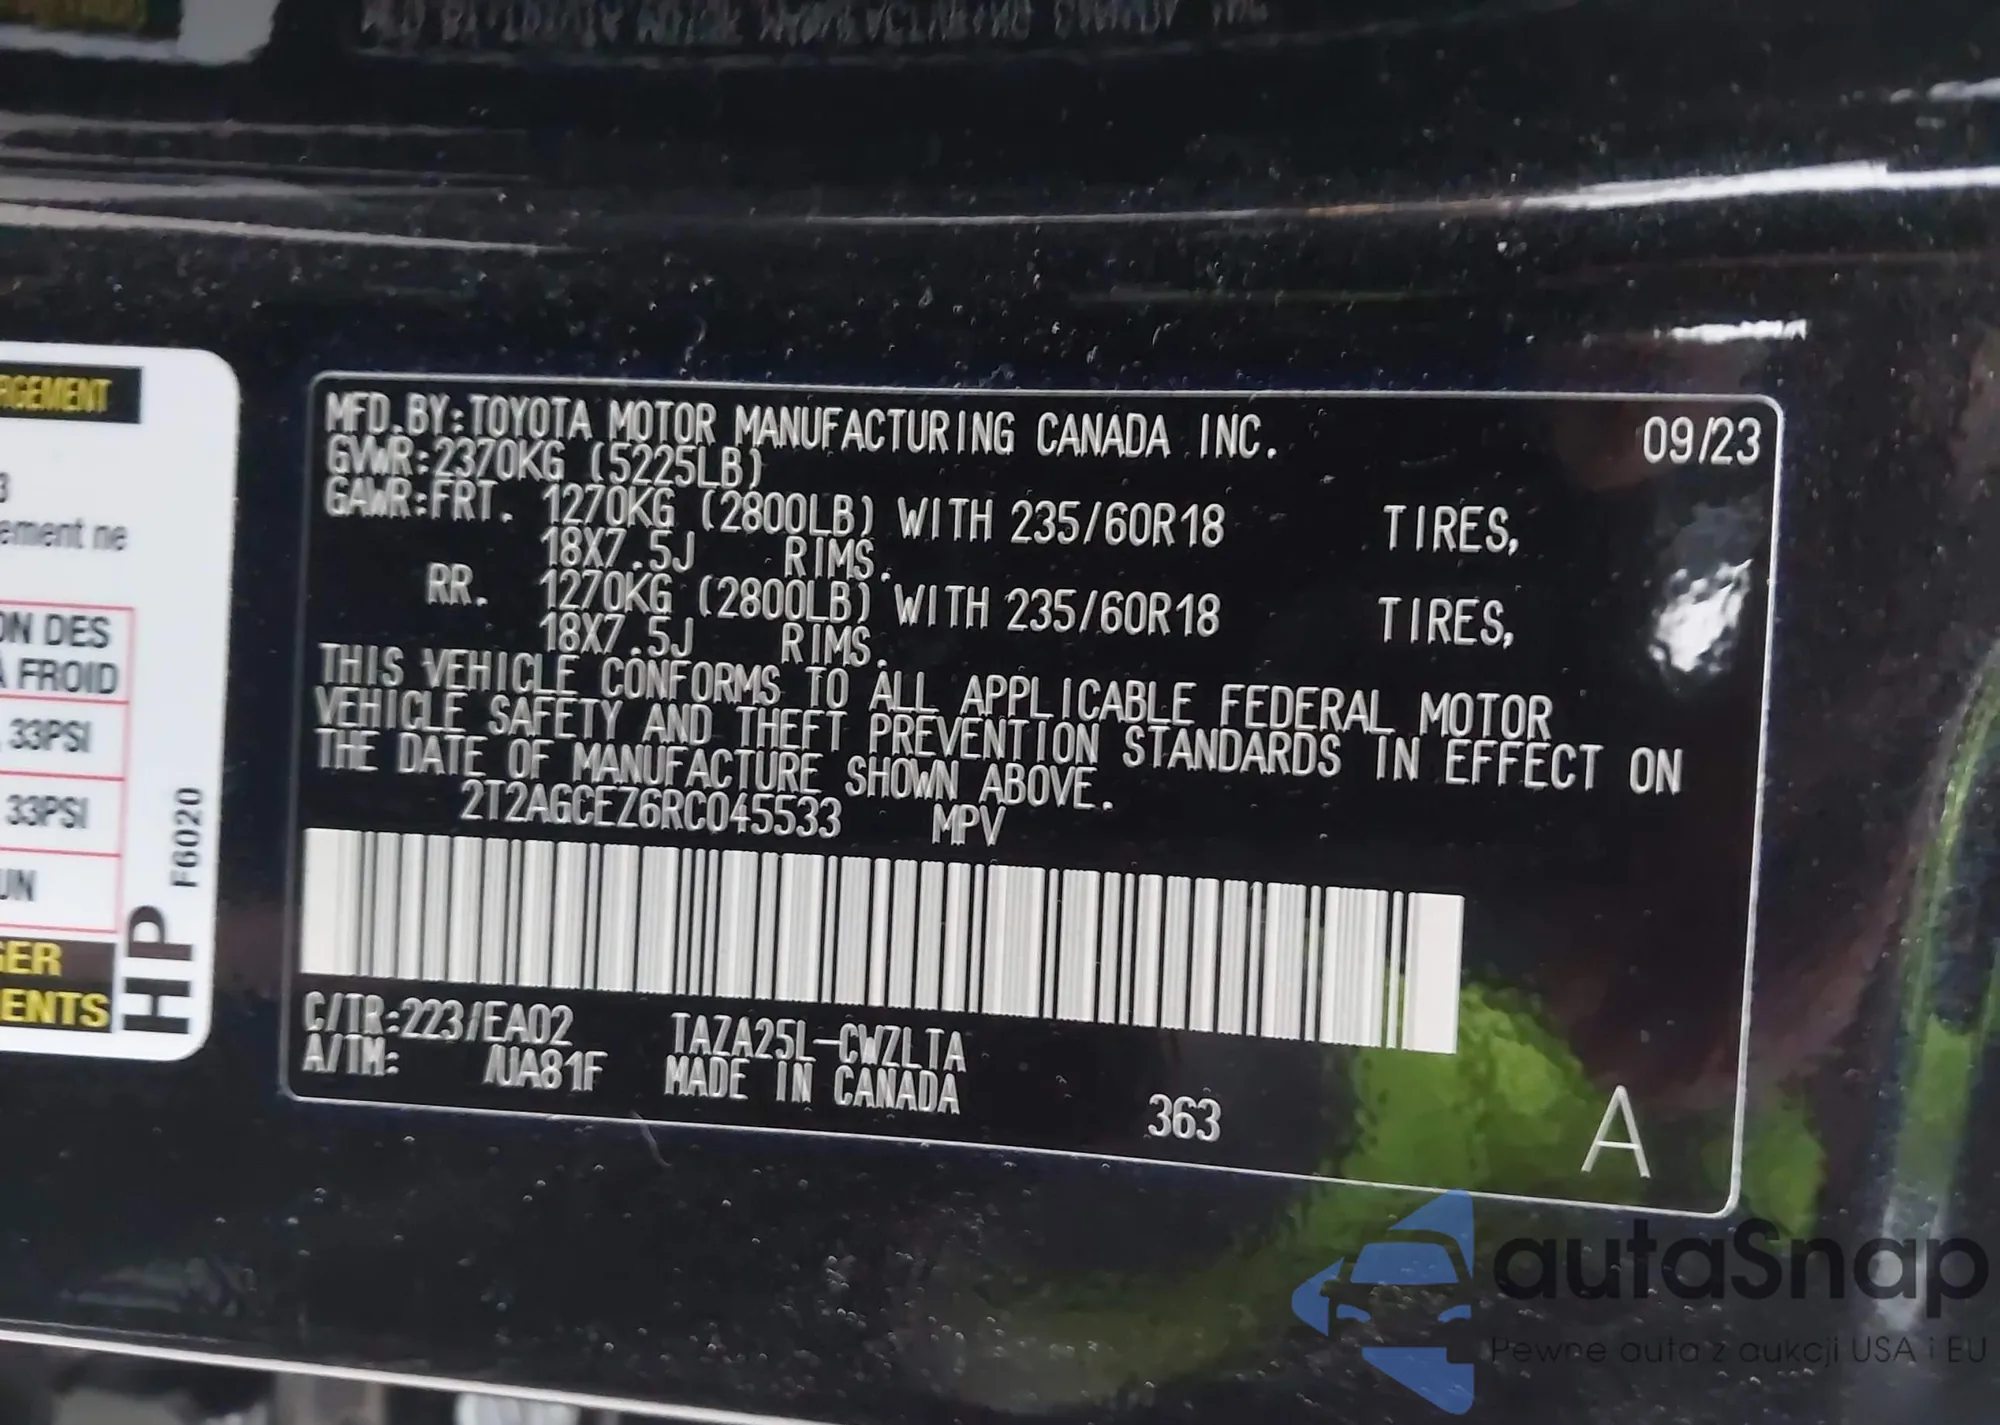 MFD.BY:TOYOTA MOTOR MANUFACTURING CANADA INC. 09/23
GVWR:2370KG (5225LB)
GAWR:FRT. 1270KG (2800LB) WITH 235/60R18 TIRES,
18X7.5J RIMS.
RR. 1270KG (2800LB) WITH 235/60R18 TIRES,
18X7.5J RIMS.
THIS VEHICLE CONFORMS TO ALL APPLICABLE FEDERAL MOTOR
VEHICLE SAFETY AND THEFT PREVENTION STANDARDS IN EFFECT ON
THE DATE OF MANUFACTURE SHOWN ABOVE.
2T2AGCEZ6RC045533 MPV
C/TR:223/EA02 TAZA25L-CWZLTA
A/TM: /UA81F MADE IN CANADA
363
A
RGEMENT
ement ne
ON DES
À FROID
33PSI
33PSI
UN
GER
ENTS
HP F6020
autaSnap
Pewne auta z aukcji USA i EU